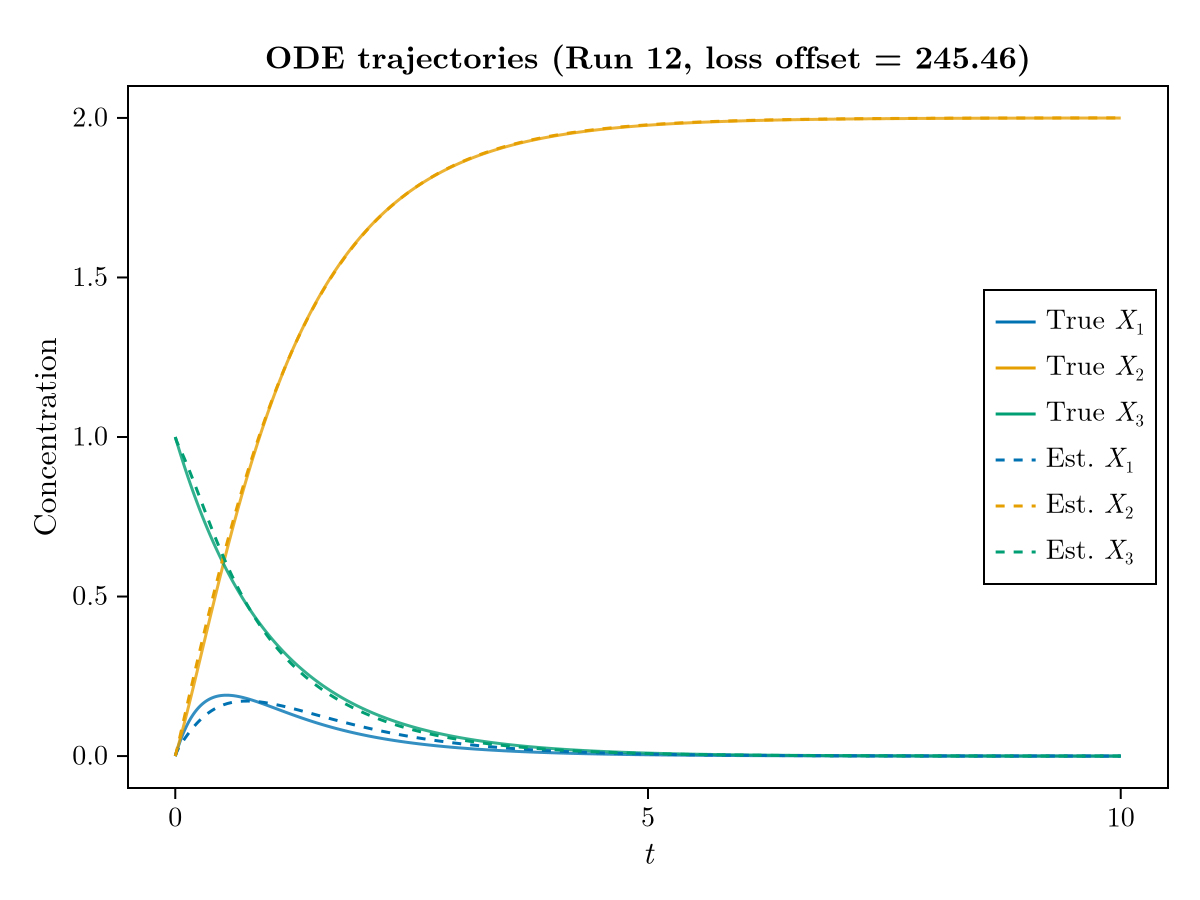 ODE trajectories (Run 12, loss offset = 245.46)
2.0
1.5
1.0
0.5
0.0
Concentration
True X₁
True X₂
True X₃
Est. X₁
Est. X₂
Est. X₃
0
5
10
t